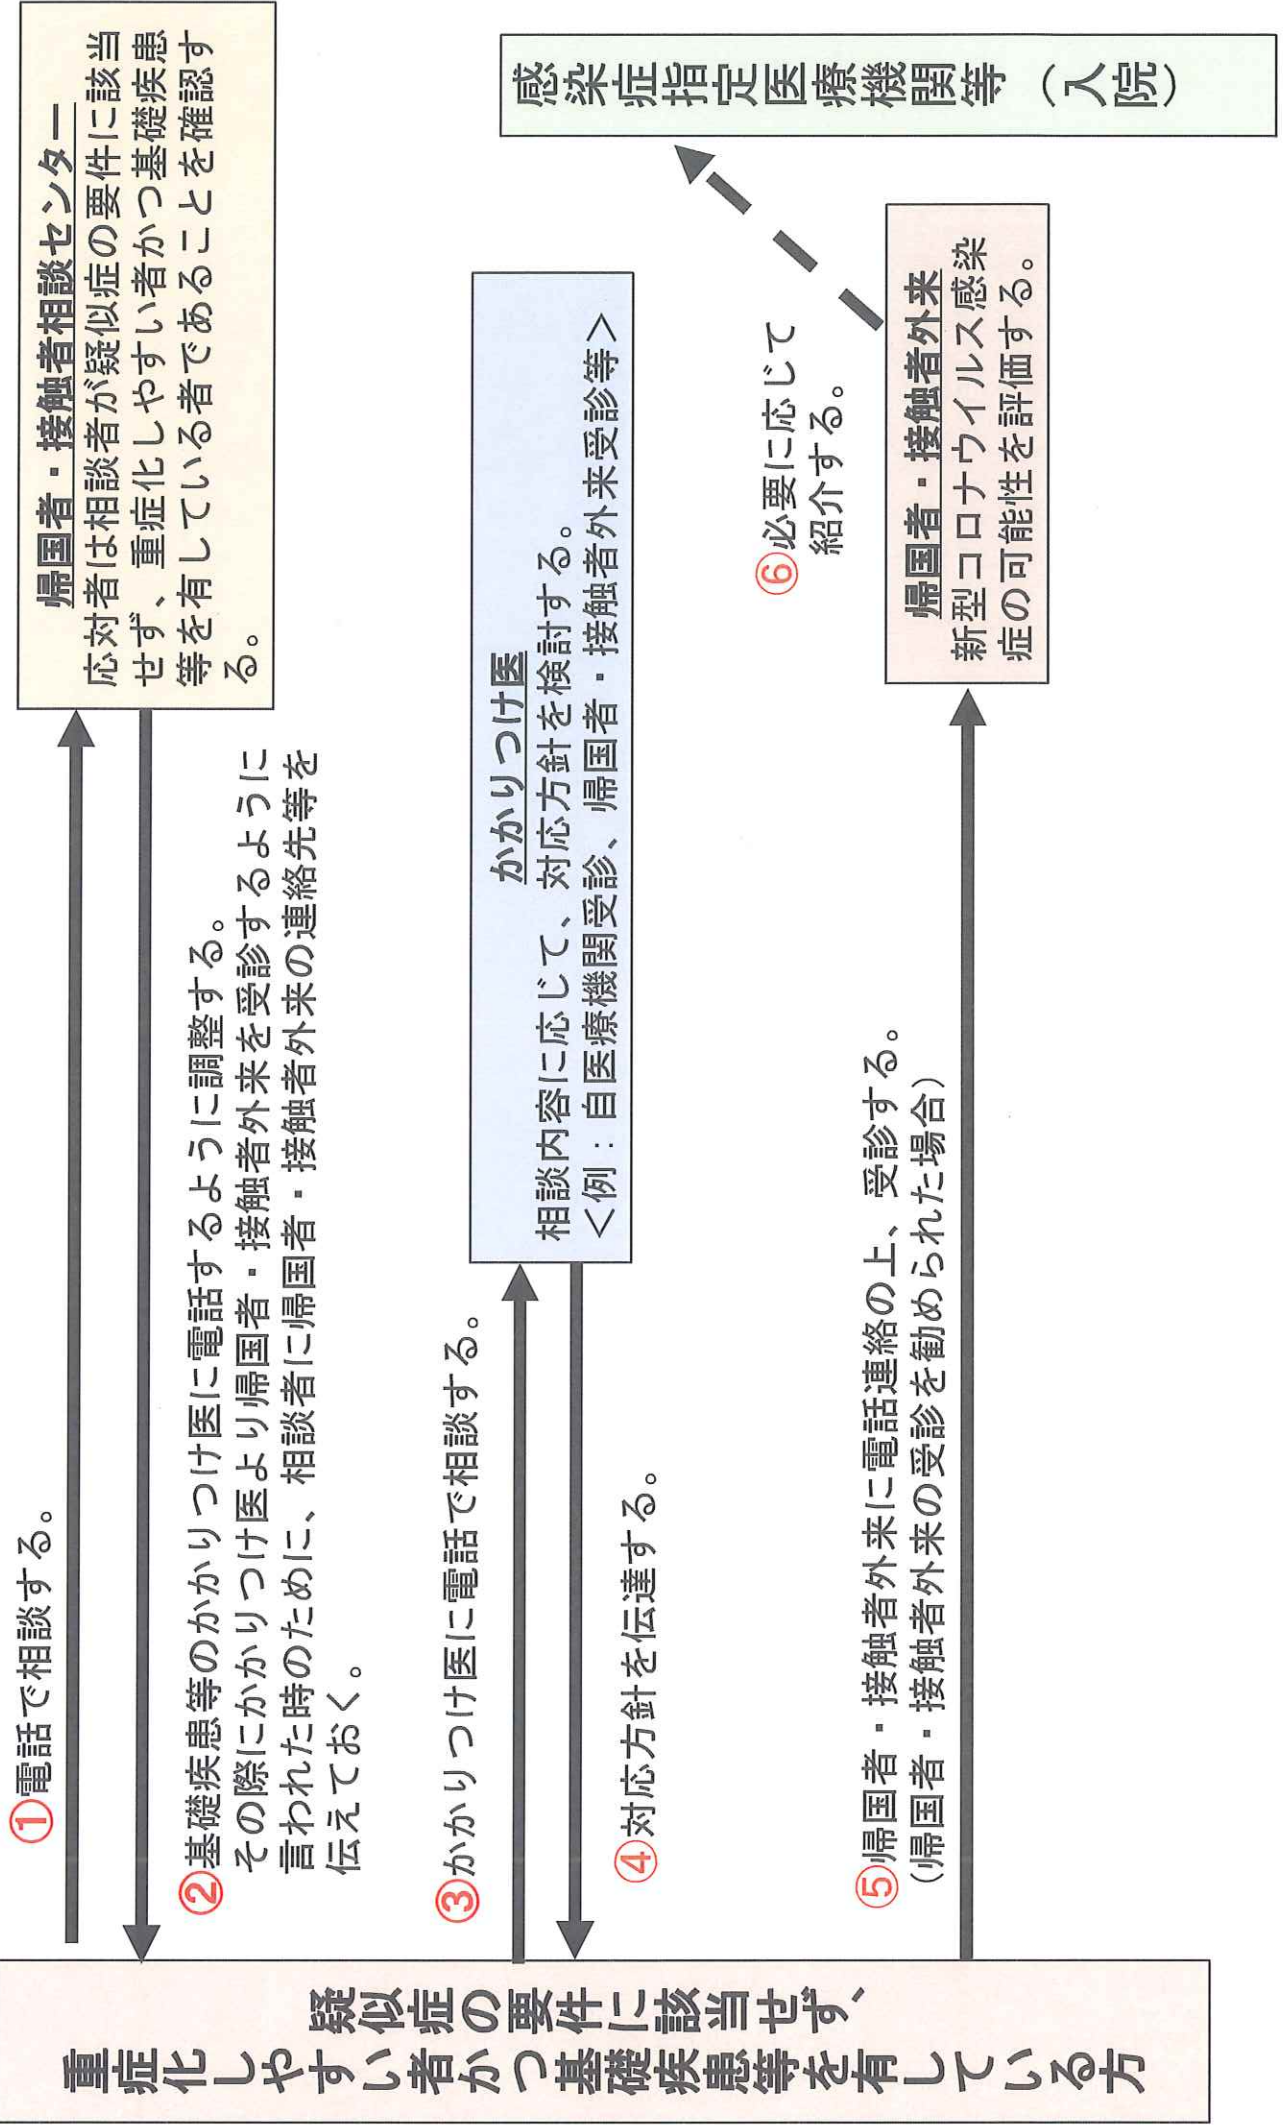 疑似症の要件に該当せず、
重症化しやすい者かつ基礎疾患等を有している方
①電話で相談する。
帰国者・接触者相談センター
応対者は相談者が疑似症の要件に該当
せず、重症化しやすい者かつ基礎疾患
等を有している者であることを確認す
る。
②基礎疾患等のかかりつけ医に電話するように調整する。
その際にかかりつけ医より帰国者・接触者外来を受診するように
言われた時のために、相談者に帰国者・接触者外来の連絡先等を
伝えておく。
③かかりつけ医に電話で相談する。
かかりつけ医
相談内容に応じて、対応方針を検討する。
＜例：自医療機関受診、帰国者・接触者外来受診等＞
④対応方針を伝達する。
⑤帰国者・接触者外来に電話連絡の上、受診する。
（帰国者・接触者外来の受診を勧められた場合）
帰国者・接触者外来
新型コロナウイルス感染
症の可能性を評価する。
⑥必要に応じて
紹介する。
感染症指定医療機関等（入院）